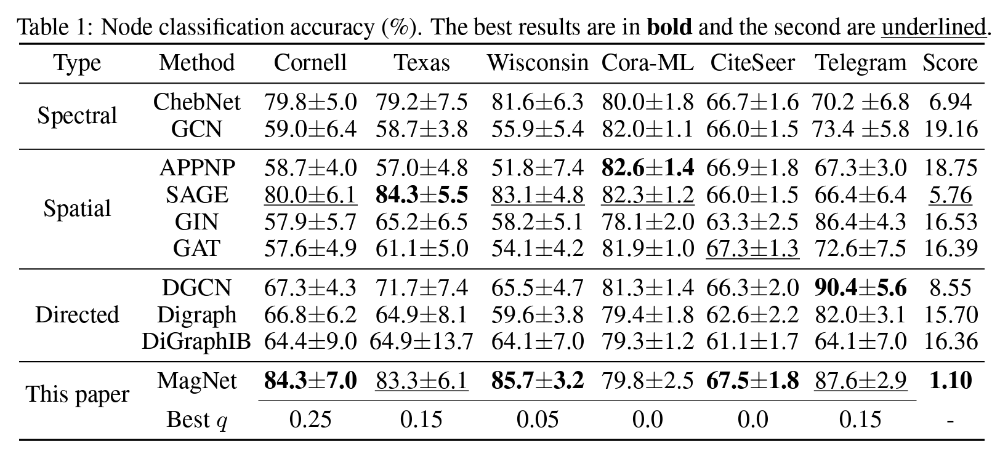 Table 1: Node classification accuracy (%). The best results are in bold and the second are underlined.
Type Method Cornell Texas Wisconsin Cora-ML CiteSeer Telegram Score
Spectral
ChebNet 79.8±5.0 79.2±7.5 81.6±6.3 80.0±1.8 66.7±1.6 70.2 ±6.8 6.94
GCN 59.0±6.4 58.7±3.8 55.9±5.4 82.0±1.1 66.0±1.5 73.4 ±5.8 19.16
Spatial
APPNP 58.7±4.0 57.0±4.8 51.8±7.4 82.6±1.4 66.9±1.8 67.3±3.0 18.75
SAGE 80.0±6.1 84.3±5.5 83.1±4.8 82.3±1.2 66.0±1.5 66.4±6.4 5.76
GIN 57.9±5.7 65.2±6.5 58.2±5.1 78.1±2.0 63.3±2.5 86.4±4.3 16.53
GAT 57.6±4.9 61.1±5.0 54.1±4.2 81.9±1.0 67.3±1.3 72.6±7.5 16.39
Directed
DGCN 67.3±4.3 71.7±7.4 65.5±4.7 81.3±1.4 66.3±2.0 90.4±5.6 8.55
Digraph 66.8±6.2 64.9±8.1 59.6±3.8 79.4±1.8 62.6±2.2 82.0±3.1 15.70
DiGraphIB 64.4±9.0 64.9±13.7 64.1±7.0 79.3±1.2 61.1±1.7 64.1±7.0 16.36
This paper
MagNet 84.3±7.0 83.3±6.1 85.7±3.2 79.8±2.5 67.5±1.8 87.6±2.9 1.10
Best q 0.25 0.15 0.05 0.0 0.0 0.15 -